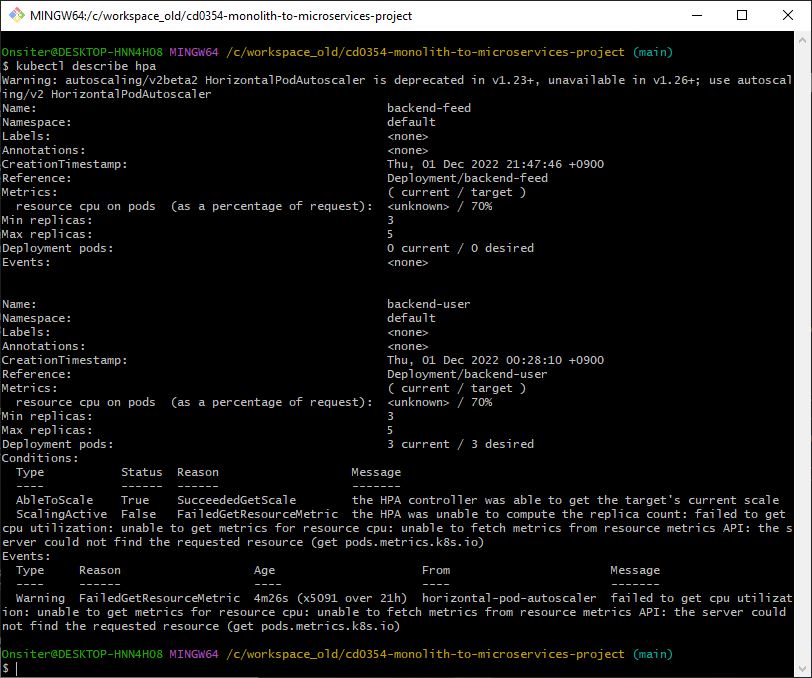 MINGW64:/c/workspace_old/cd0354-monolith-to-microservices-project
Onsiter@DESKTOP-HNN4HO8 MINGW64 /c/workspace_old/cd0354-monolith-to-microservices-project (main)
$ kubectl describe hpa
Warning: autoscaling/v2beta2 HorizontalPodAutoscaler is deprecated in v1.23+, unavailable in v1.26+; use autoscal
ing/v2 HorizontalPodAutoscaler
Name: backend-feed
Namespace: default
Labels: <none>
Annotations: <none>
CreationTimestamp: Thu, 01 Dec 2022 21:47:46 +0900
Reference: Deployment/backend-feed
Metrics: ( current / target )
resource cpu on pods (as a percentage of request): <unknown> / 70%
Min replicas: 3
Max replicas: 5
Deployment pods: 0 current / 0 desired
Events: <none>
Name: backend-user
Namespace: default
Labels: <none>
Annotations: <none>
CreationTimestamp: Thu, 01 Dec 2022 00:28:10 +0900
Reference: Deployment/backend-user
Metrics: ( current / target )
resource cpu on pods (as a percentage of request): <unknown> / 70%
Min replicas: 3
Max replicas: 5
Deployment pods: 3 current / 3 desired
Conditions:
Type Status Reason Message
---- ------ ------ -------
AbleToScale True SucceededGetScale the HPA controller was able to get the target's current scale
ScalingActive False FailedGetResourceMetric the HPA was unable to compute the replica count: failed to get
cpu utilization: unable to get metrics for resource cpu: unable to fetch metrics from resource metrics API: the s
erver could not find the requested resource (get pods.metrics.k8s.io)
Events:
Type Reason Age From Message
---- ------ ---- ---- -------
Warning FailedGetResourceMetric 4m26s (x5091 over 21h) horizontal-pod-autoscaler failed to get cpu utilizat
ion: unable to get metrics for resource cpu: unable to fetch metrics from resource metrics API: the server could
not find the requested resource (get pods.metrics.k8s.io)
Onsiter@DESKTOP-HNN4HO8 MINGW64 /c/workspace_old/cd0354-monolith-to-microservices-project (main)
$